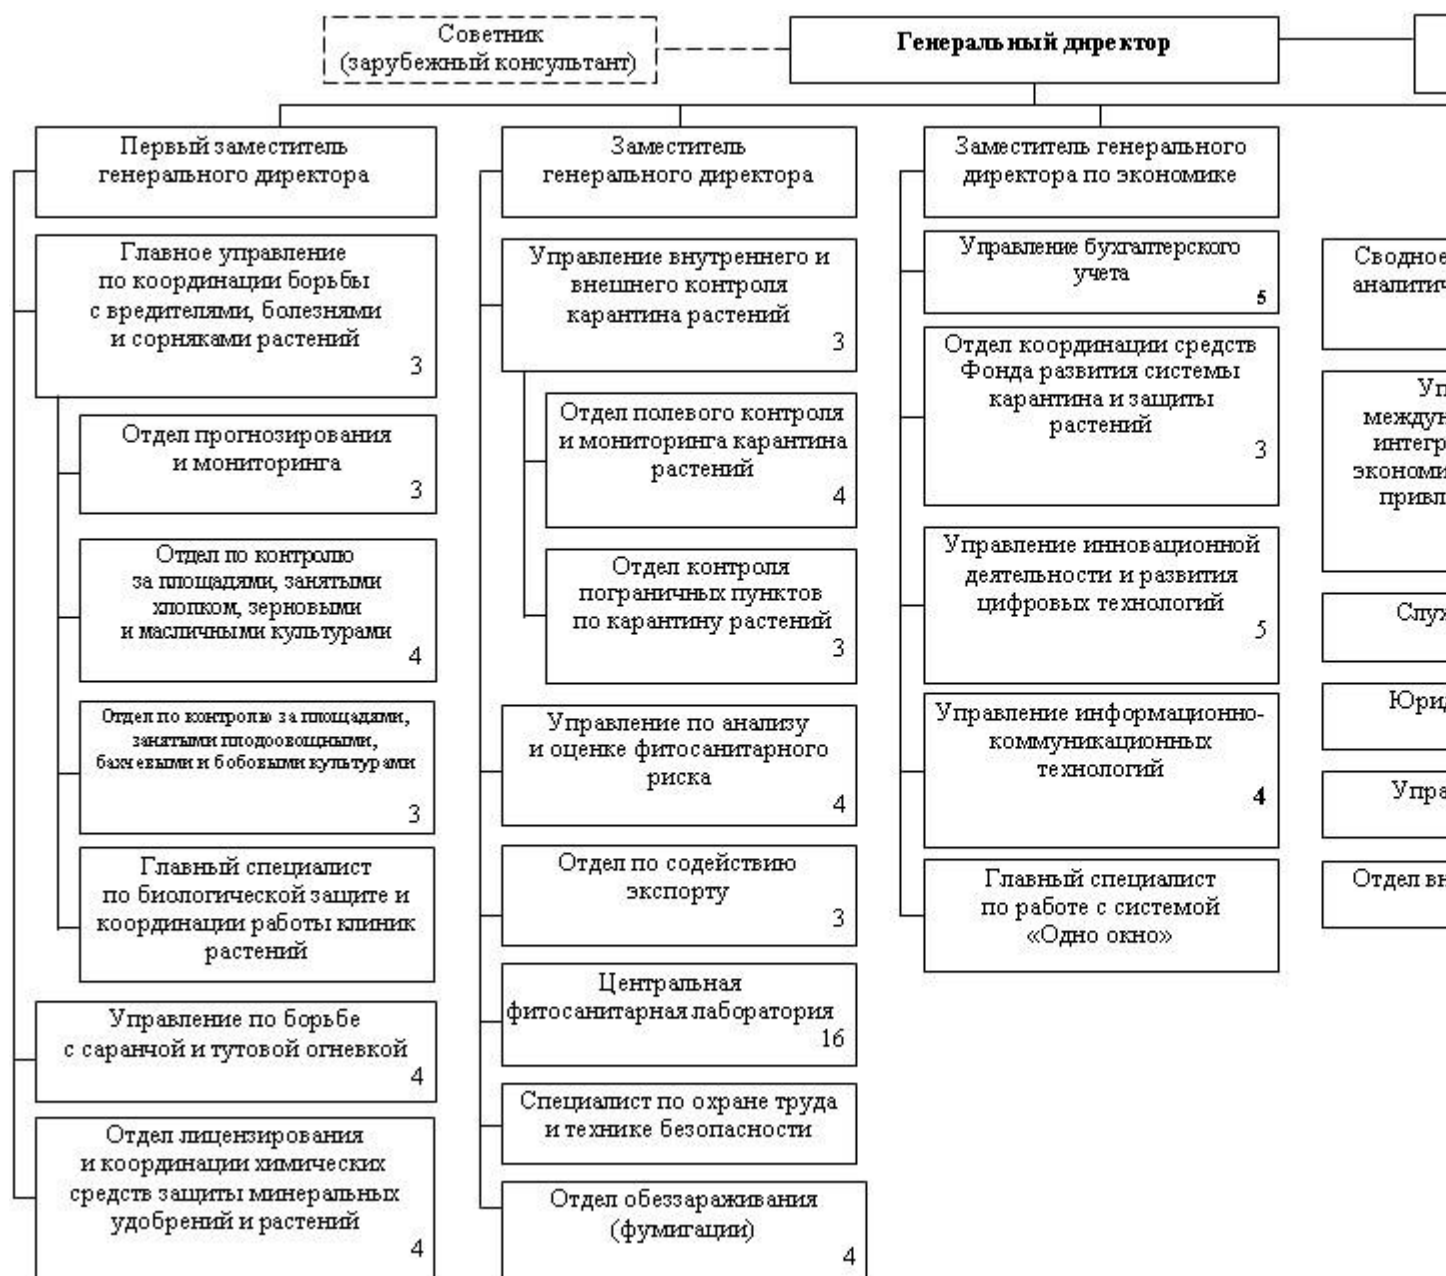 Советник
(зарубежный консультант)
Генеральный директор
Первый заместитель
генерального директора
Главное управление
по координации борьбы
с вредителями, болезнями
и сорняками растений
3
Отдел прогнозирования
и мониторинга
3
Отдел по контролю
за площадями, занятыми
хлопком, зерновыми
и масличными культурами
4
Отдел по контролю за площадями,
занятыми плодоовощными,
бахчевыми и бобовыми культурами
3
Главный специалист
по биологической защите и
координации работы клиник
растений
Управление по борьбе
с саранчой и тутовой огневкой
4
Отдел лицензирования
и координации химических
средств защиты минеральных
удобрений и растений
4
Заместитель
генерального директора
Управление внутреннего и
внешнего контроля
карантина растений
3
Отдел полевого контроля
и мониторинга карантина
растений
4
Отдел контроля
пограничных пунктов
по карантину растений
3
Управление по анализу
и оценке фитосанитарного
риска
4
Отдел по содействию
экспорту
3
Центральная
фитосанитарная лаборатория
16
Специалист по охране труда
и технике безопасности
Отдел обеззараживания
(фумигации)
4
Заместитель генерального
директора по экономике
Управление бухгалтерского
учета
5
Отдел координации средств
Фонда развития системы
карантина и защиты
растений
3
Управление инновационной
деятельности и развития
цифровых технологий
5
Управление информационно-
коммуникационных
технологий
4
Главный специалист
по работе с системой
«Одно окно»
Сводное
Отдел